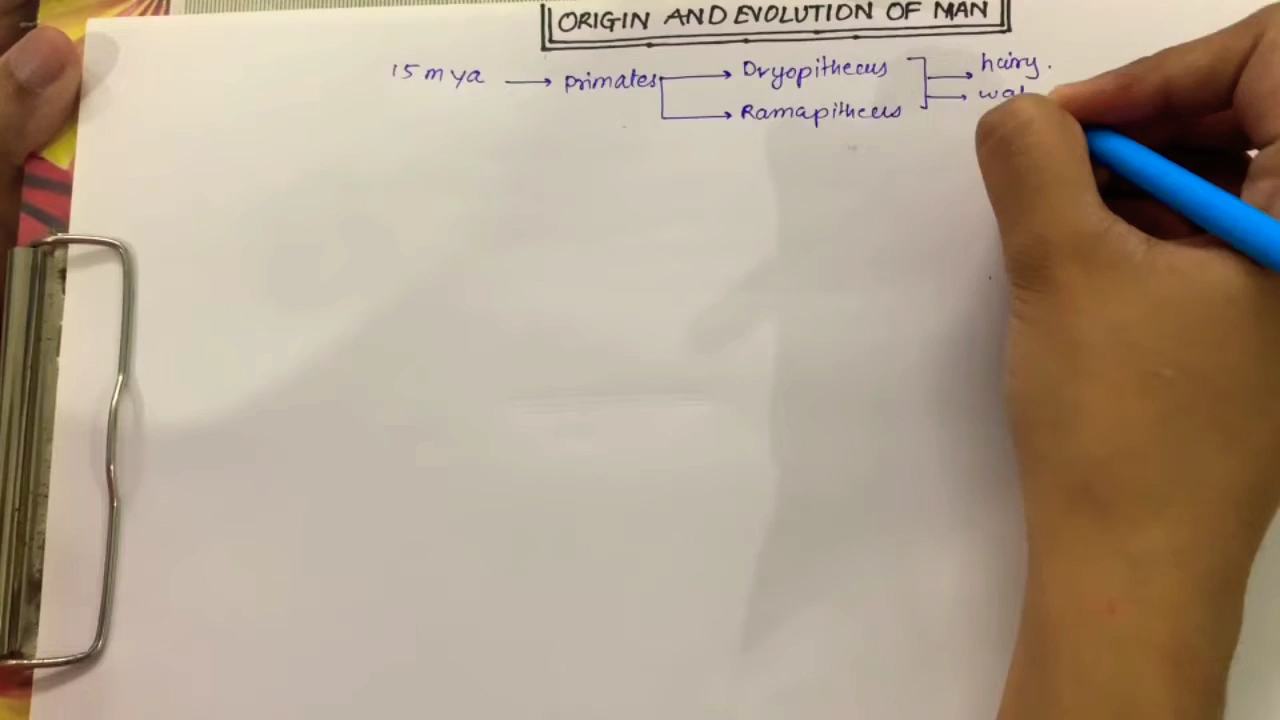 ORIGIN AND EVOLUTION OF MAN
15 mya → primates → Dryopithecus → hairy.
→ Ramapithecus →